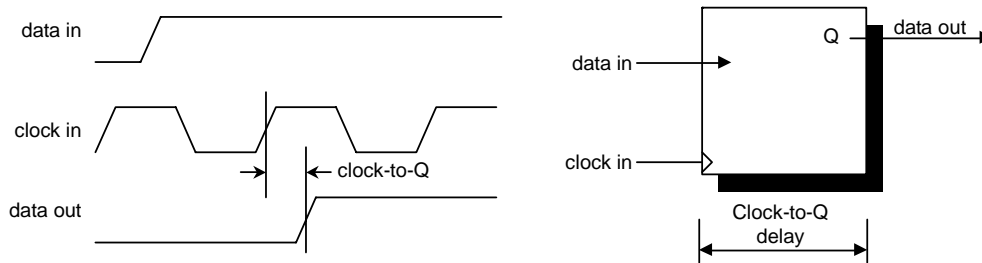 data in
clock in
clock-to-Q
data out
Q
data out
data in
clock in
Clock-to-Q
delay